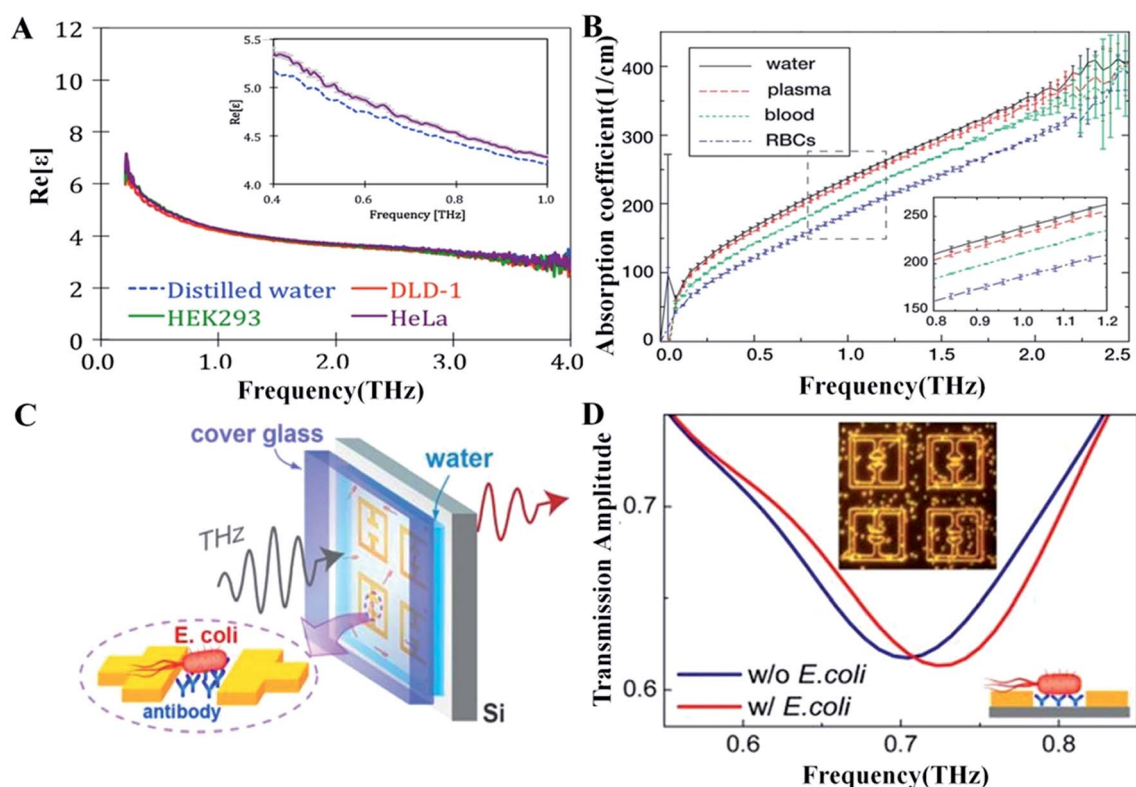 A
12
10
8
6
4
2
0
Re[ε]
0.0 1.0 2.0 3.0 4.0
Frequency(THz)
5.5
5.0
4.5
4.0
Re[ε]
0.4 0.6 0.8 1.0
Frequency [THz]
Distilled water
DLD-1
HEK293
HeLa
B
400
350
300
250
200
150
100
50
0
Absorption coefficient(1/cm)
0.0 0.5 1.0 1.5 2.0 2.5
Frequency(THz)
water
plasma
blood
RBCs
250
200
150
0.8 0.9 1.0 1.1 1.2
C
cover glass
water
THz
E. coli
antibody
Si
D
Transmission Amplitude
0.7
0.6
w/o E.coli
w/ E.coli
0.6 0.7 0.8
Frequency(THz)